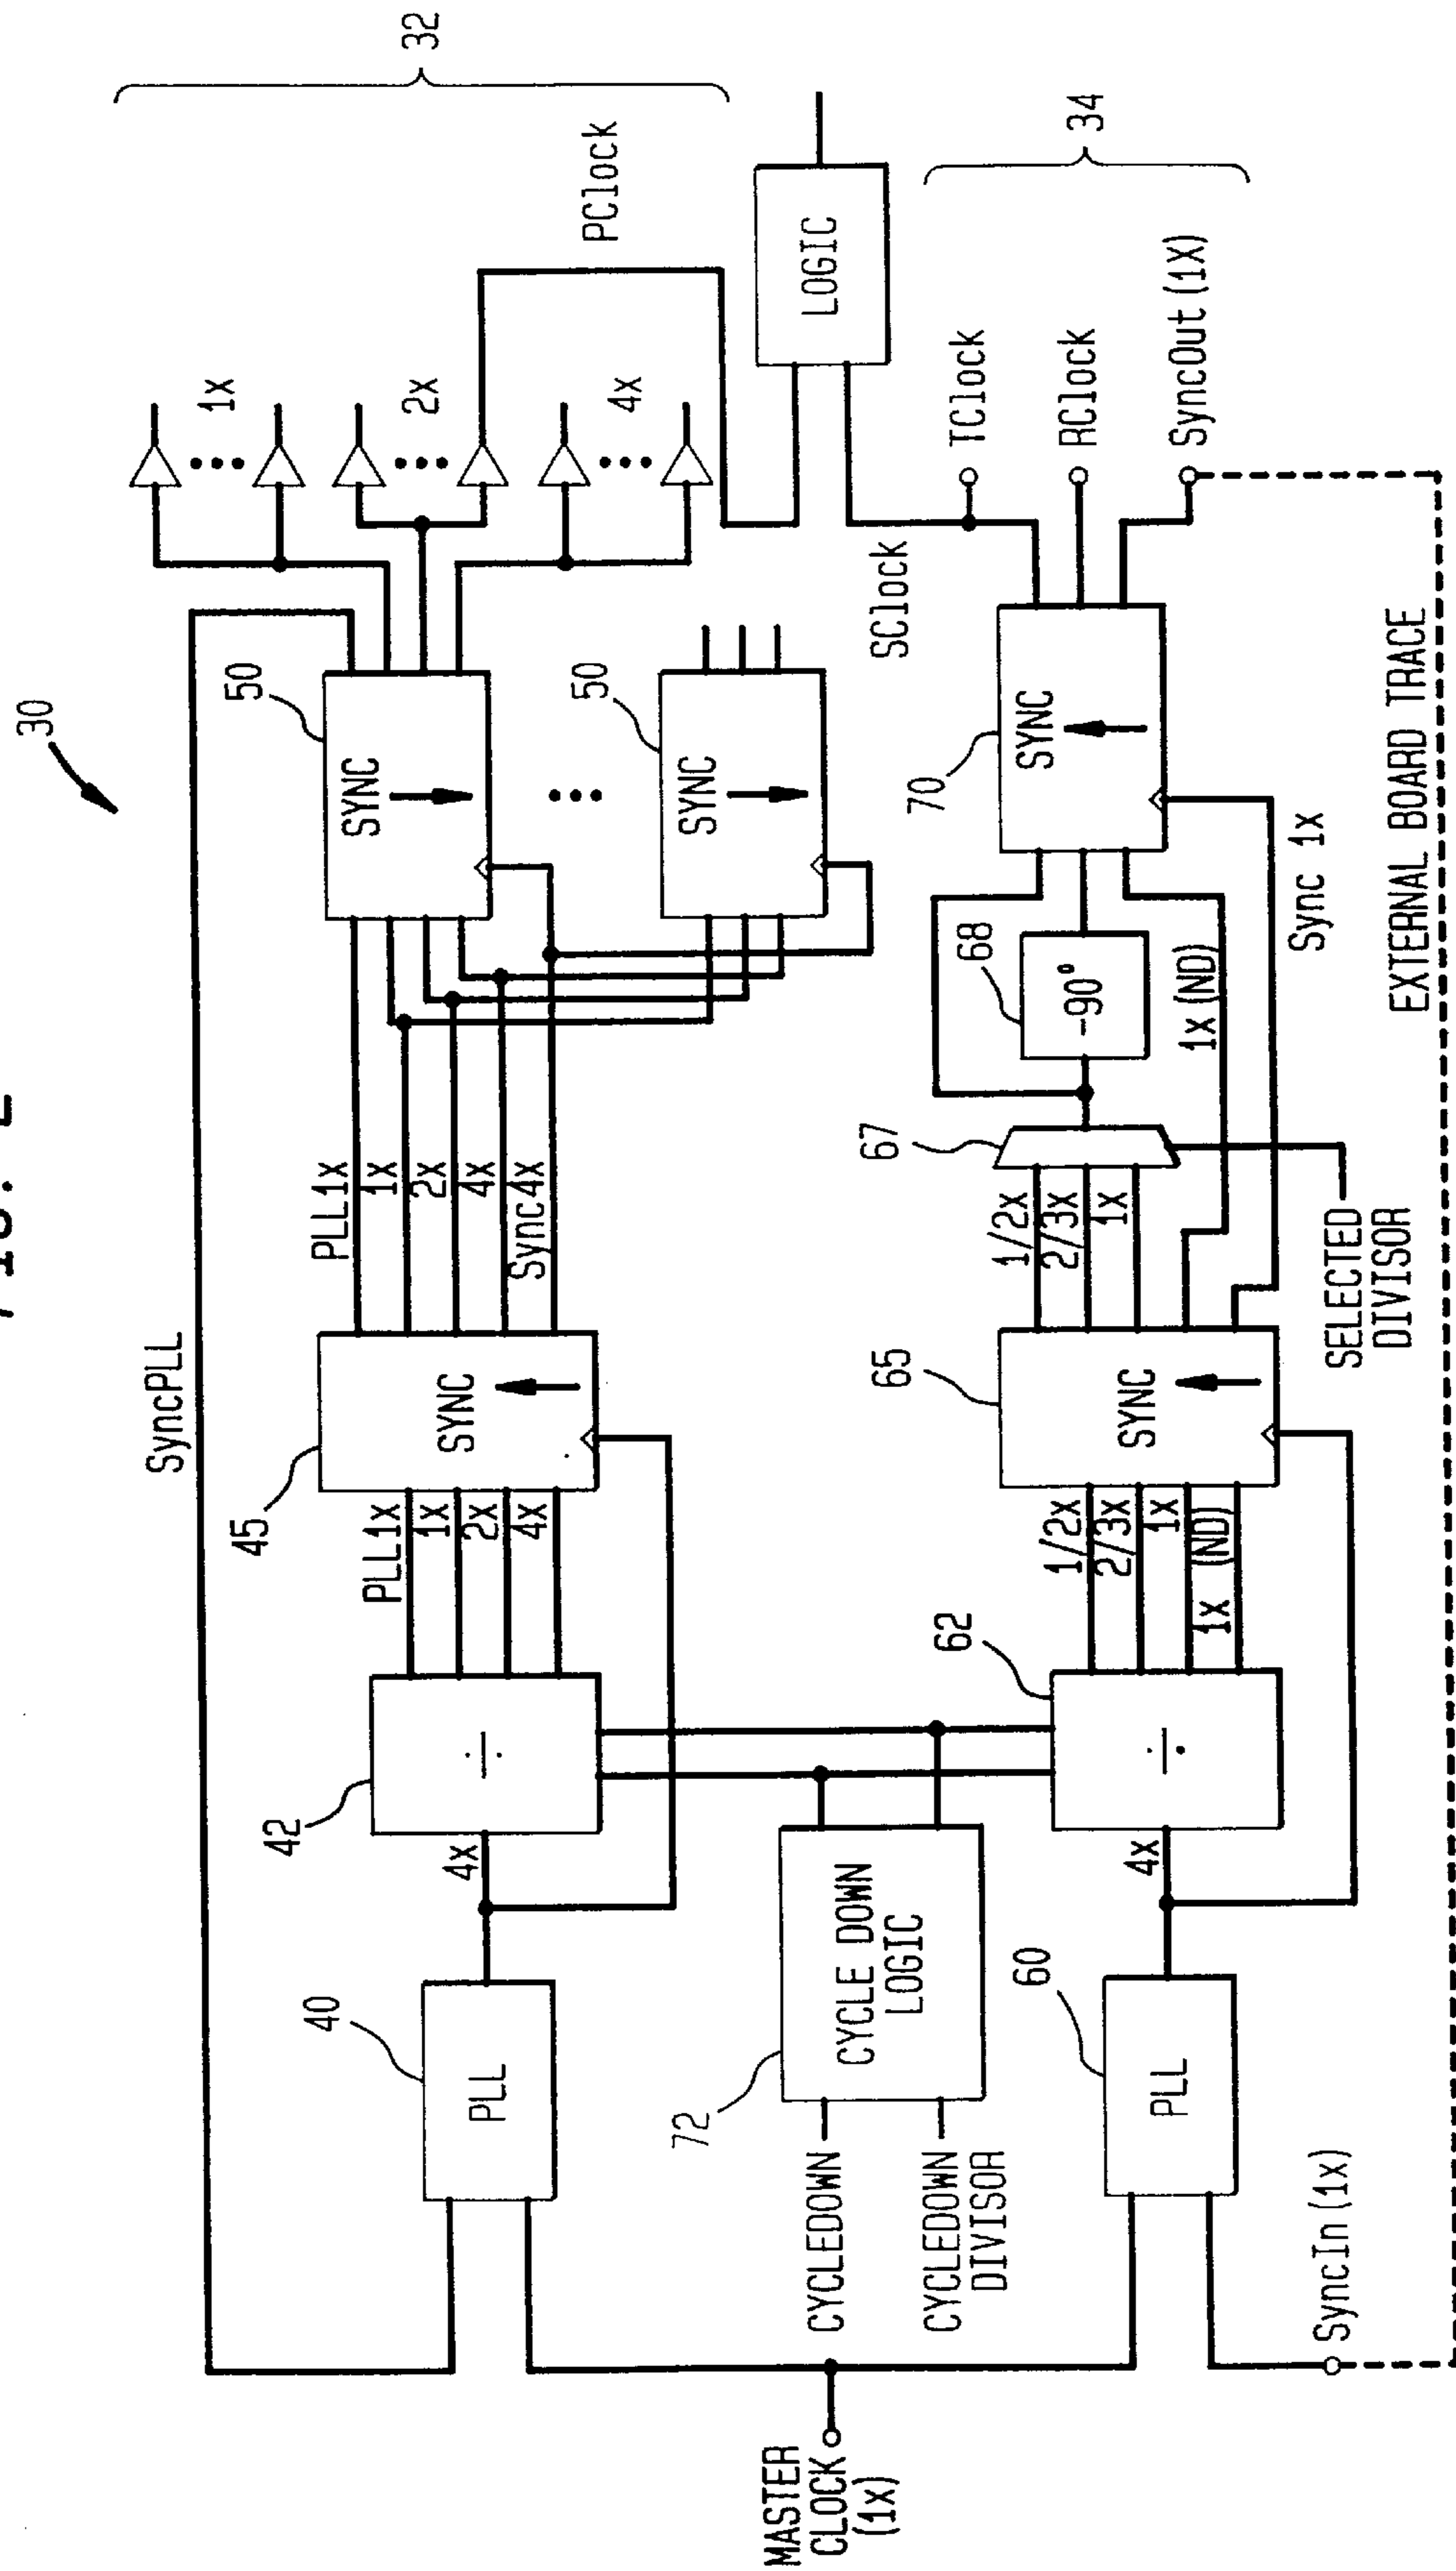 FIG. 2
30
32
SyncPLL
40
PLL
4x
42
÷
PLL1x
1x
2x
4x
45
SYNC
PLL1x
1x
2x
4x
Sync4x
50
SYNC
50
SYNC
1x
2x
4x
PClock
LOGIC
SClock
MASTER
CLOCK
(1x)
CYCLEDOWN
CYCLEDOWN
DIVISOR
72
CYCLE DOWN
LOGIC
34
60
PLL
4x
62
÷
1/2x
2/3x
1x
1x (ND)
65
SYNC
1/2x
2/3x
1x
67
SELECTED
DIVISOR
68
-90°
1x (ND)
Sync 1x
70
SYNC
TClock
RClock
SyncOut (1X)
SyncIn (1x)
EXTERNAL BOARD TRACE